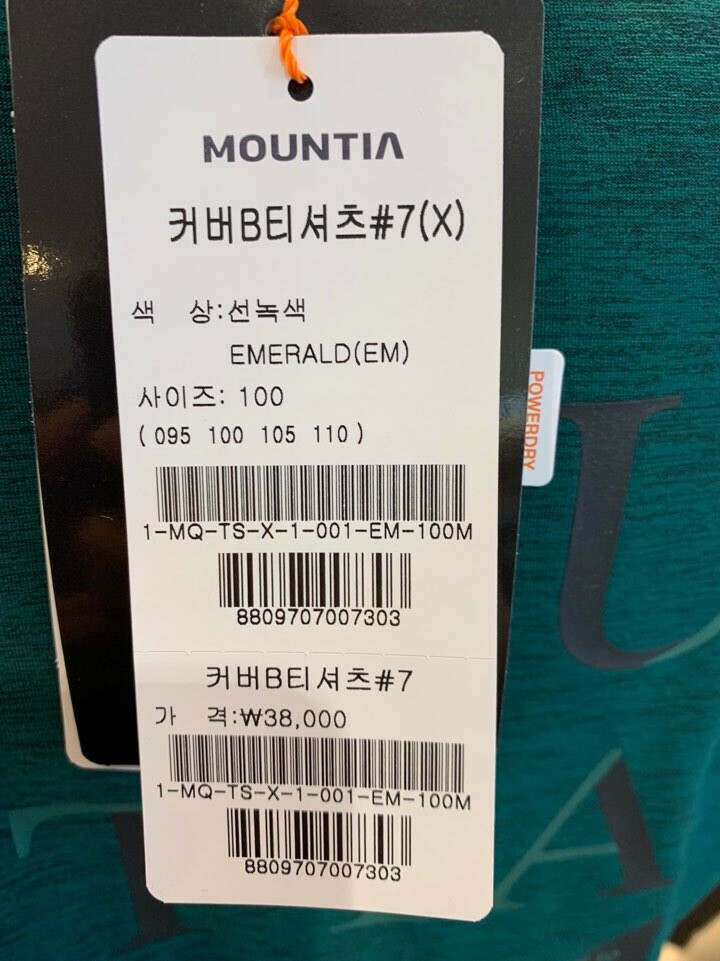 MOUNTIA
커버B티셔츠#7(X)
색 상:선녹색
EMERALD(EM)
사이즈: 100
( 095 100 105 110 )
1-MQ-TS-X-1-001-EM-100M
8809707007303
커버B티셔츠#7
가 격:₩38,000
1-MQ-TS-X-1-001-EM-100M
8809707007303
POWERDRY
U
T A